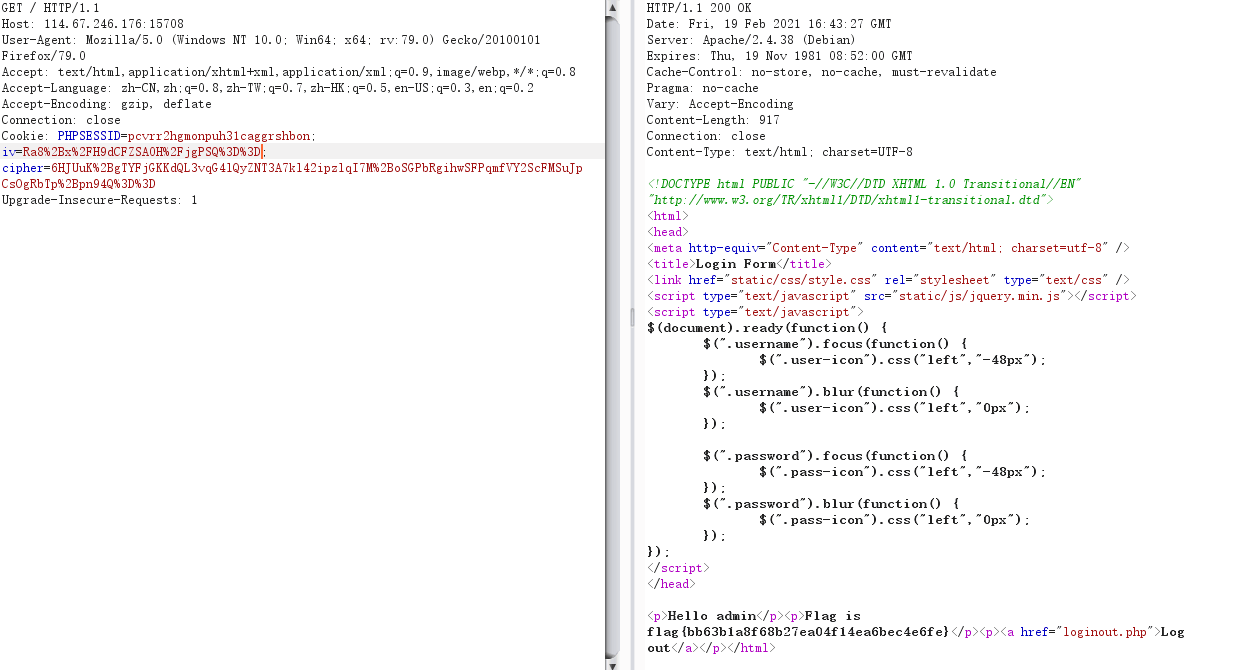 GET / HTTP/1.1
Host: 114.67.246.176:15708
User-Agent: Mozilla/5.0 (Windows NT 10.0; Win64; x64; rv:79.0) Gecko/20100101
Firefox/79.0
Accept: text/html,application/xhtml+xml,application/xml;q=0.9,image/webp,*/*;q=0.8
Accept-Language: zh-CN,zh;q=0.8,zh-TW;q=0.7,zh-HK;q=0.5,en-US;q=0.3,en;q=0.2
Accept-Encoding: gzip, deflate
Connection: close
Cookie: PHPSESSID=pcvrr2hgmonpuh31caggrshbon;
iv=Ra8%2Bx%2FH9dCFZSA0H%2FjgPSQ%3D%3D;
cipher=6HJUuK%2BgTYFjGKKdQL3vqG4lQyZNT3A7kl42ipzlqI7M%2BoSGPbRgihwSFPqmfVY2ScFMSuJp
CsOgRbTp%2Bpn94Q%3D%3D
Upgrade-Insecure-Requests: 1
HTTP/1.1 200 OK
Date: Fri, 19 Feb 2021 16:43:27 GMT
Server: Apache/2.4.38 (Debian)
Expires: Thu, 19 Nov 1981 08:52:00 GMT
Cache-Control: no-store, no-cache, must-revalidate
Pragma: no-cache
Vary: Accept-Encoding
Content-Length: 917
Connection: close
Content-Type: text/html; charset=UTF-8
<!DOCTYPE html PUBLIC "-//W3C//DTD XHTML 1.0 Transitional//EN"
"http://www.w3.org/TR/xhtml1/DTD/xhtml1-transitional.dtd">
<html>
<head>
<meta http-equiv="Content-Type" content="text/html; charset=utf-8" />
<title>Login Form</title>
<link href="static/css/style.css" rel="stylesheet" type="text/css" />
<script type="text/javascript" src="static/js/jquery.min.js"></script>
<script type="text/javascript">
$(document).ready(function() {
$(".username").focus(function() {
$(".user-icon").css("left","-48px");
});
$(".username").blur(function() {
$(".user-icon").css("left","0px");
});
$(".password").focus(function() {
$(".pass-icon").css("left","-48px");
});
$(".password").blur(function() {
$(".pass-icon").css("left","0px");
});
});
</script>
</head>
<p>Hello admin</p><p>Flag is
flag{bb63b1a8f68b27ea04f14ea6bec4e6fe}</p><p><a href="loginout.php">Log
out</a></p></html>